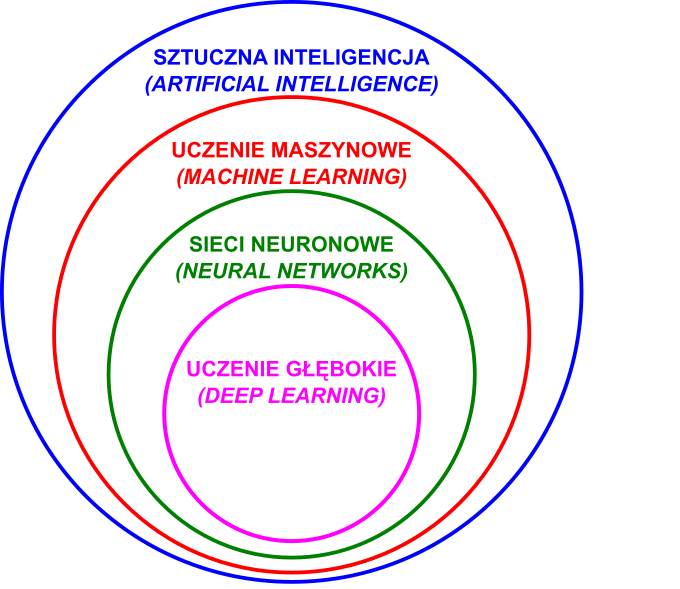 SZTUCZNA INTELIGENCJA
(ARTIFICIAL INTELLIGENCE)
UCZENIE MASZYNOWE
(MACHINE LEARNING)
SIECI NEURONOWE
(NEURAL NETWORKS)
UCZENIE GŁĘBOKIE
(DEEP LEARNING)